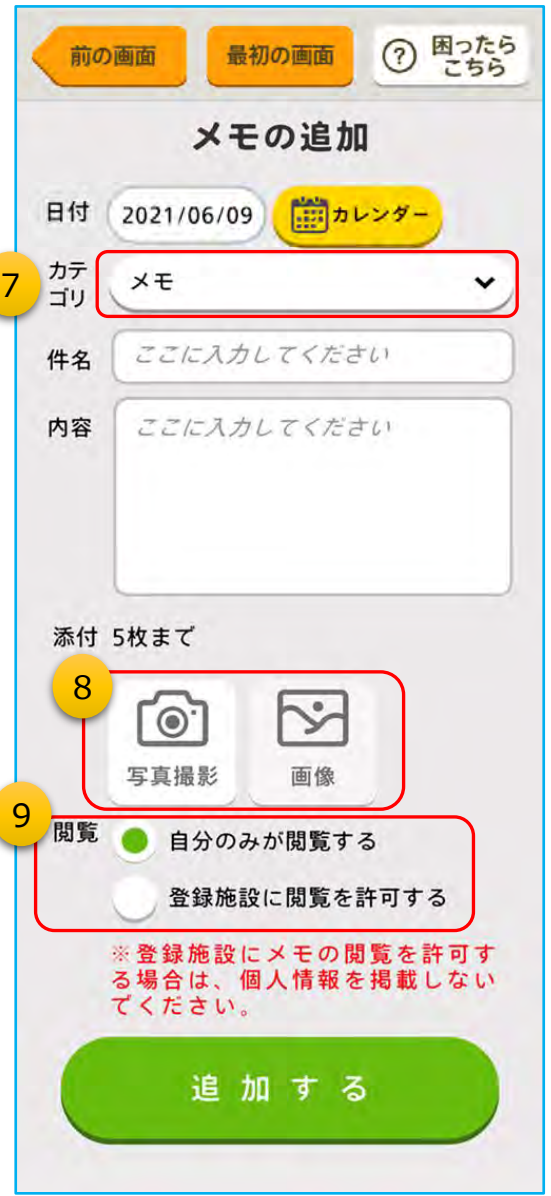 前の画面
最初の画面
? 困ったら
こちら
メモの追加
日付 2021/06/09 カレンダー
7
カテ
ゴリ
メモ
件名 ここに入力してください
内容 ここに入力してください
添付 5枚まで
8
写真撮影 画像
9
閲覧 自分のみが閲覧する
登録施設に閲覧を許可する
※登録施設にメモの閲覧を許可す
る場合は、個人情報を掲載しない
でください。
追加する